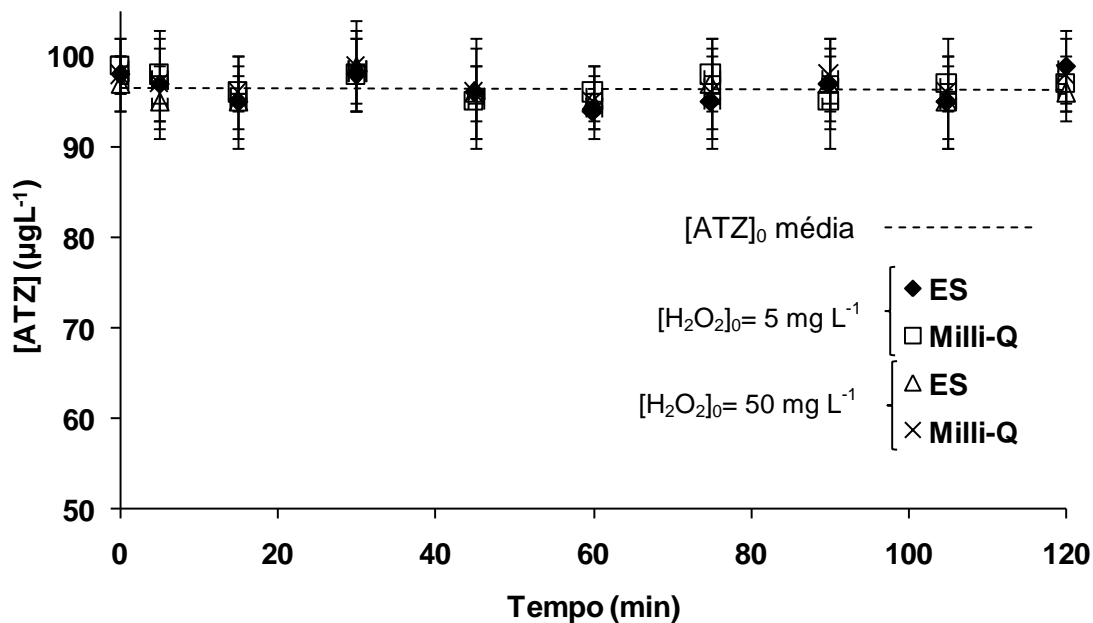 100
90
80
70
60
50
[ATZ] (µgL⁻¹)
[ATZ]₀ média
[H₂O₂]₀= 5 mg L⁻¹
ES
Milli-Q
[H₂O₂]₀= 50 mg L⁻¹
ES
Milli-Q
0 20 40 60 80 100 120
Tempo (min)